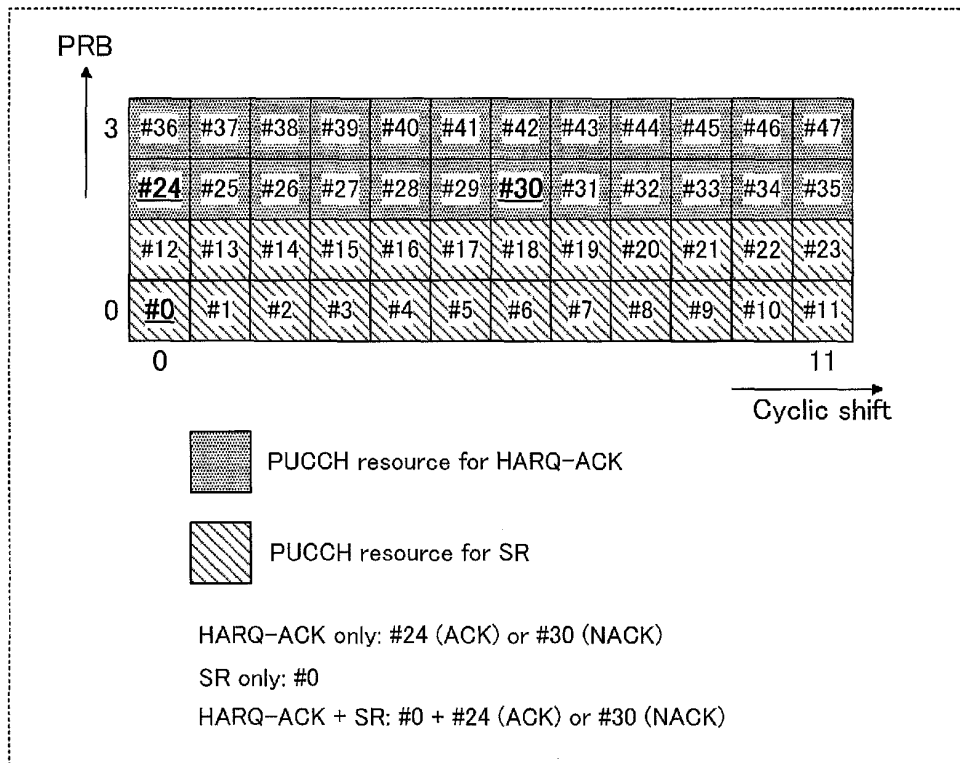 PRB
3 #36 #37 #38 #39 #40 #41 #42 #43 #44 #45 #46 #47
#24 #25 #26 #27 #28 #29 #30 #31 #32 #33 #34 #35
#12 #13 #14 #15 #16 #17 #18 #19 #20 #21 #22 #23
0 #0 #1 #2 #3 #4 #5 #6 #7 #8 #9 #10 #11
0 11
Cyclic shift
PUCCH resource for HARQ-ACK
PUCCH resource for SR
HARQ-ACK only: #24 (ACK) or #30 (NACK)
SR only: #0
HARQ-ACK + SR: #0 + #24 (ACK) or #30 (NACK)